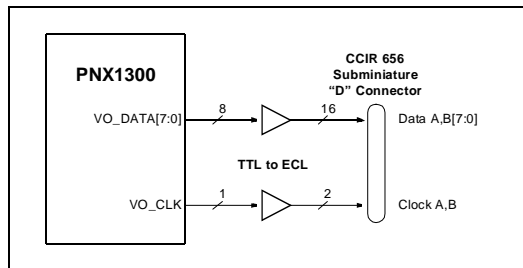 PNX1300
CCIR 656
Subminiature
“D” Connector
VO_DATA[7:0]
8
16
Data A,B[7:0]
TTL to ECL
VO_CLK
1
2
Clock A,B